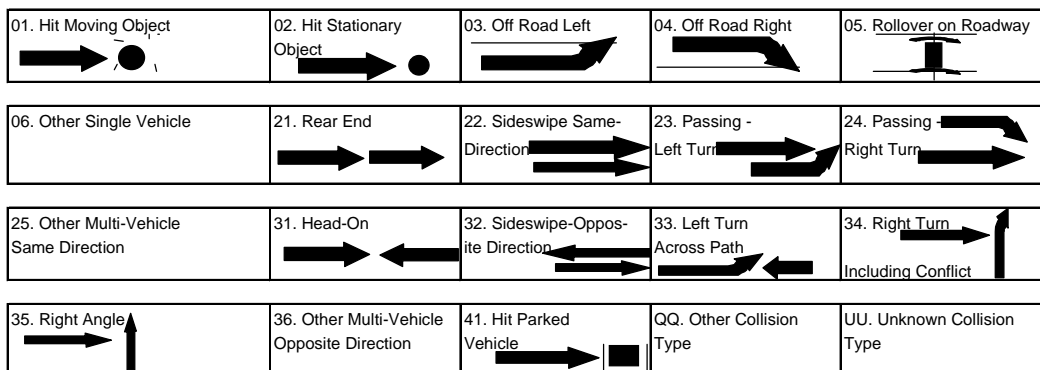 01. Hit Moving Object
02. Hit Stationary
Object
03. Off Road Left
04. Off Road Right
05. Rollover on Roadway
06. Other Single Vehicle
21. Rear End
22. Sideswipe Same-
Direction
23. Passing -
Left Turn
24. Passing -
Right Turn
25. Other Multi-Vehicle
Same Direction
31. Head-On
32. Sideswipe-Oppos-
ite Direction
33. Left Turn
Across Path
34. Right Turn
Including Conflict
35. Right Angle
36. Other Multi-Vehicle
Opposite Direction
41. Hit Parked
Vehicle
QQ. Other Collision
Type
UU. Unknown Collision
Type